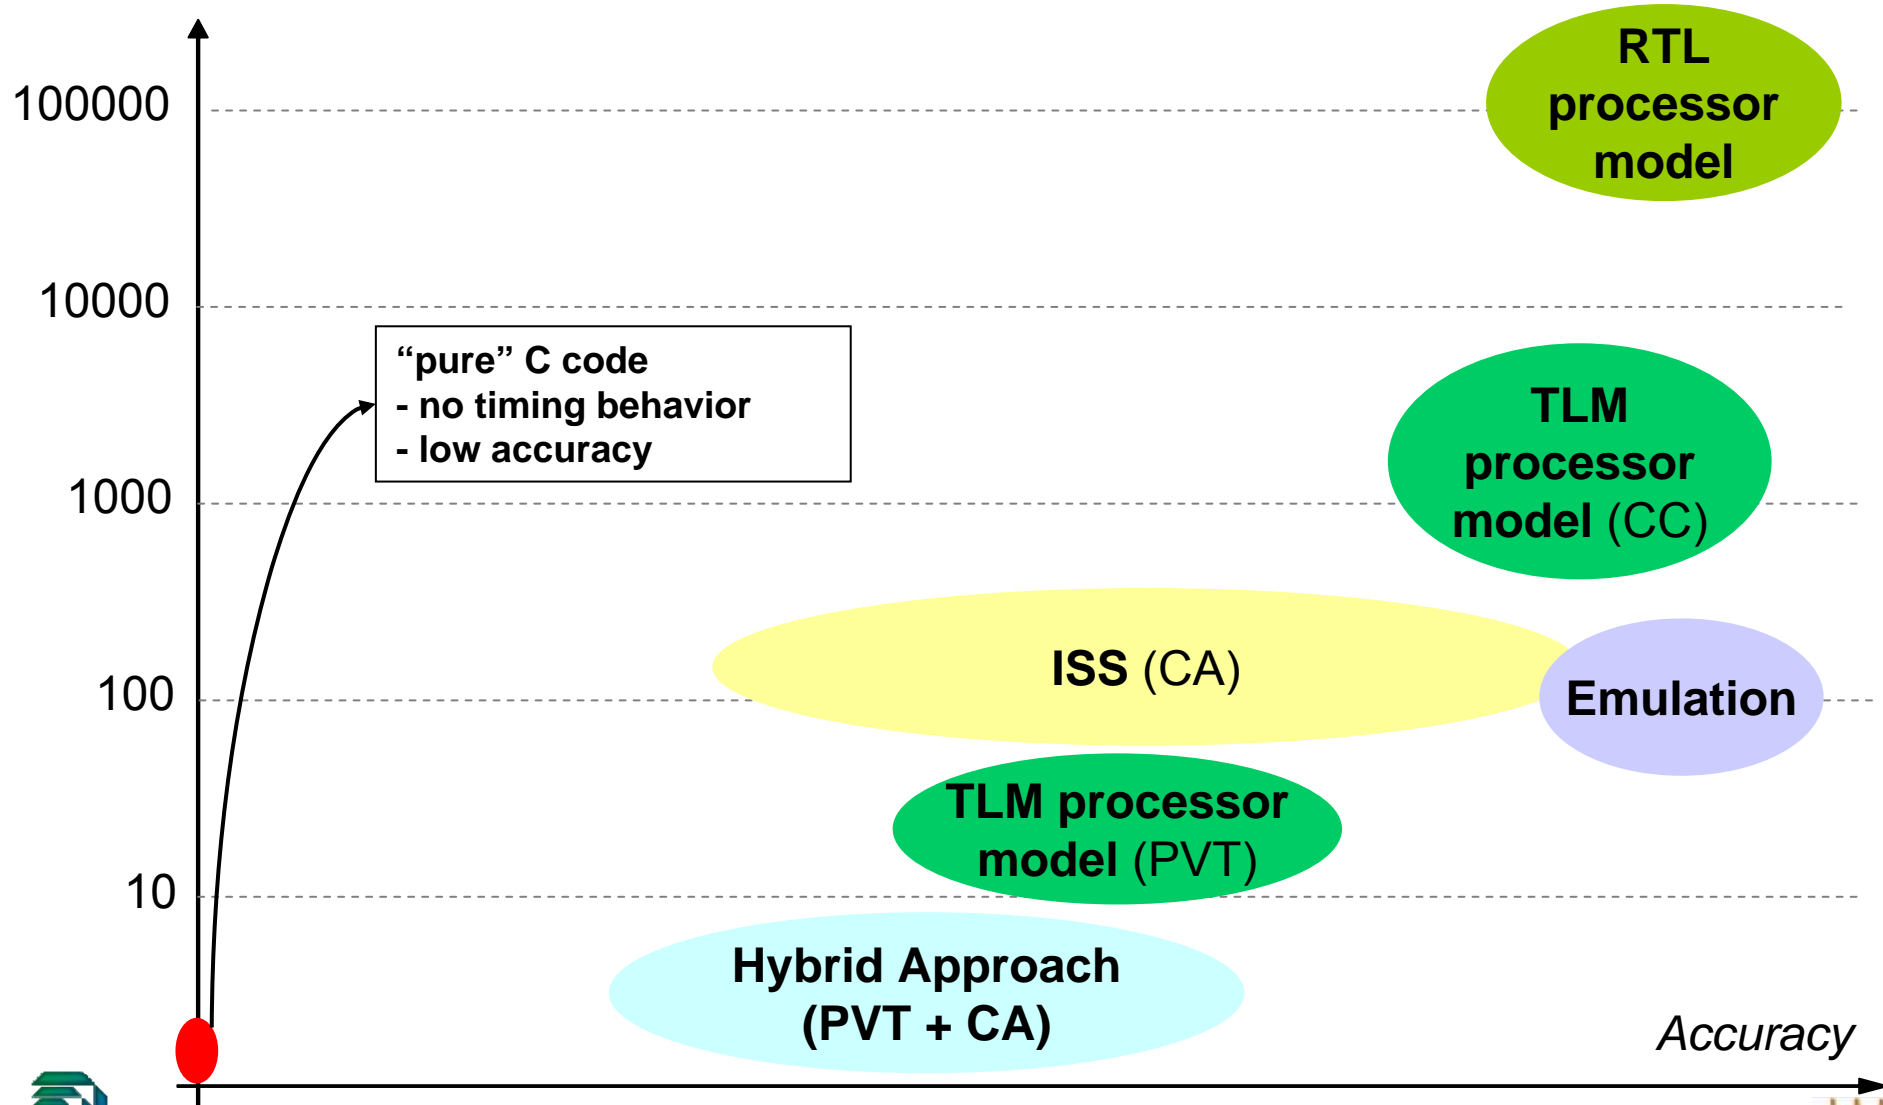 RTL
processor
model
100000
10000
“pure” C code
- no timing behavior
- low accuracy
TLM
processor
model (CC)
1000
ISS (CA)
100
Emulation
TLM processor
model (PVT)
10
Hybrid Approach
(PVT + CA)
Accuracy